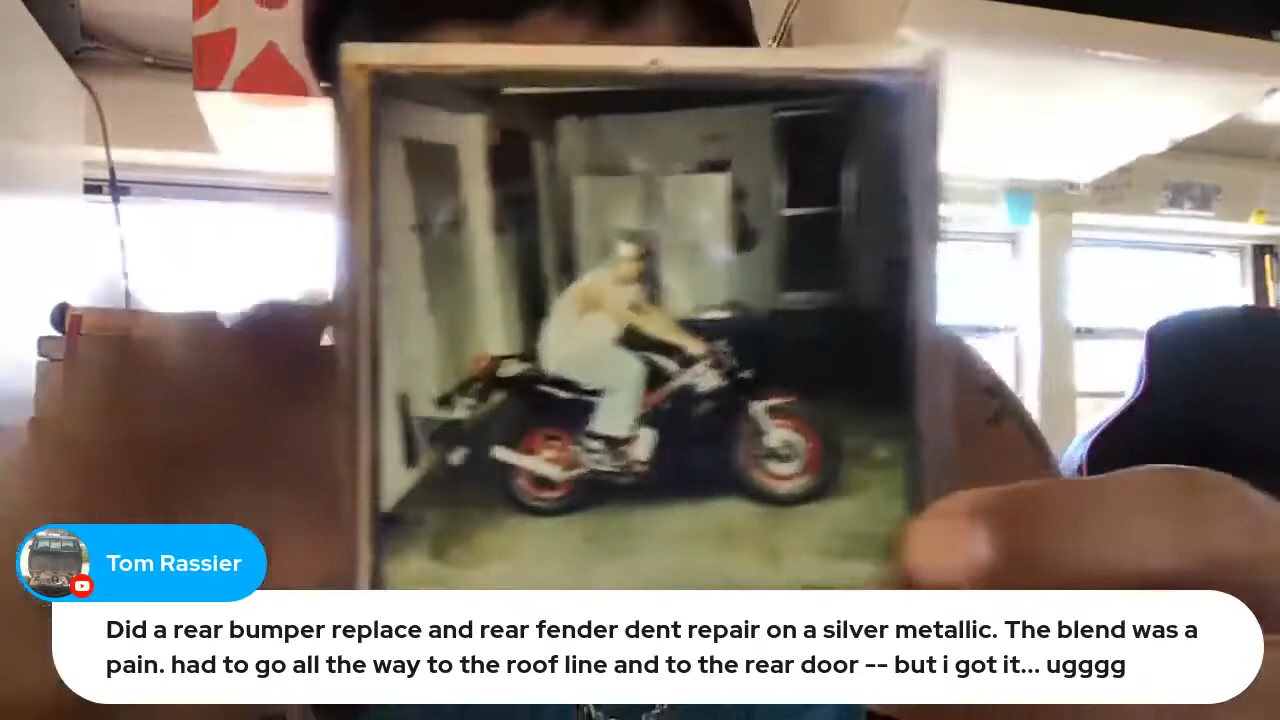 Tom Rassier
Did a rear bumper replace and rear fender dent repair on a silver metallic. The blend was a
pain. had to go all the way to the roof line and to the rear door -- but i got it... ugggg